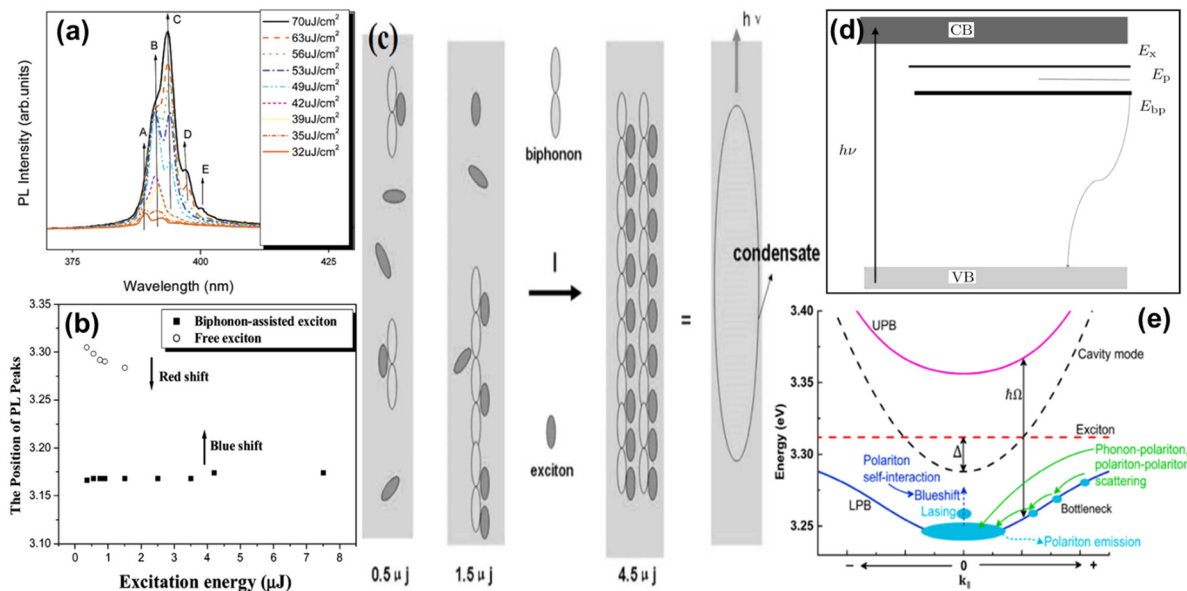 (a)
PL Intensity (arb.units)
A
B
C
D
E
70uJ/cm²
63uJ/cm²
56uJ/cm²
53uJ/cm²
49uJ/cm²
42uJ/cm²
39uJ/cm²
35uJ/cm²
32uJ/cm²
375
400
425
Wavelength (nm)
(b)
The Position of PL Peaks
3.35
3.30
3.25
3.20
3.15
3.10
Biphonon-assisted exciton
Free exciton
Red shift
Blue shift
0 1 2 3 4 5 6 7 8
Excitation energy (μJ)
(c)
biphonon
I
exciton
=
h ν
condensate
0.5 μ j
1.5 μ j
4.5 μ j
(d)
CB
Ex
Ep
Ebp
hν
VB
(e)
Energy (eV)
3.40
3.35
3.30
3.25
UPB
Cavity mode
ħΩ
Exciton
Δ
Phonon-polariton,
polariton-polariton
scattering
Polariton
self-interaction
Blueshift
Lasing
LPB
Bottleneck
Polariton emission
− 0 +
k∥